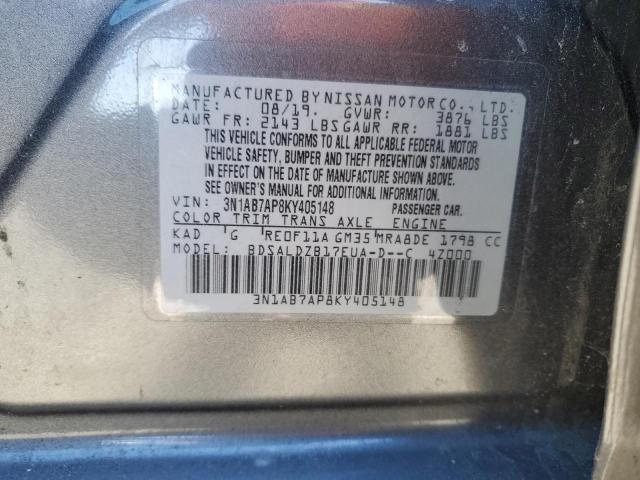 MANUFACTURED BY NISSAN MOTOR CO., LTD.
DATE: 08/19. GVWR: 3876 LBS
GAWR FR: 2143 LBS GAWR RR: 1881 LBS
THIS VEHICLE CONFORMS TO ALL APPLICABLE FEDERAL MOTOR
VEHICLE SAFETY, BUMPER AND THEFT PREVENTION STANDARDS
IN EFFECT ON THE DATE OF MANUFACTURE SHOWN ABOVE.
SEE OWNER'S MANUAL FOR ADDITIONAL INFORMATION.
VIN: 3N1AB7AP8KY405148 PASSENGER CAR.
COLOR TRIM TRANS AXLE ENGINE
KAD G RE0F11A GM35 MRA8DE 1798 CC
MODEL: BDSALDZB17EUA-D--C 4Z000
3N1AB7AP8KY405148